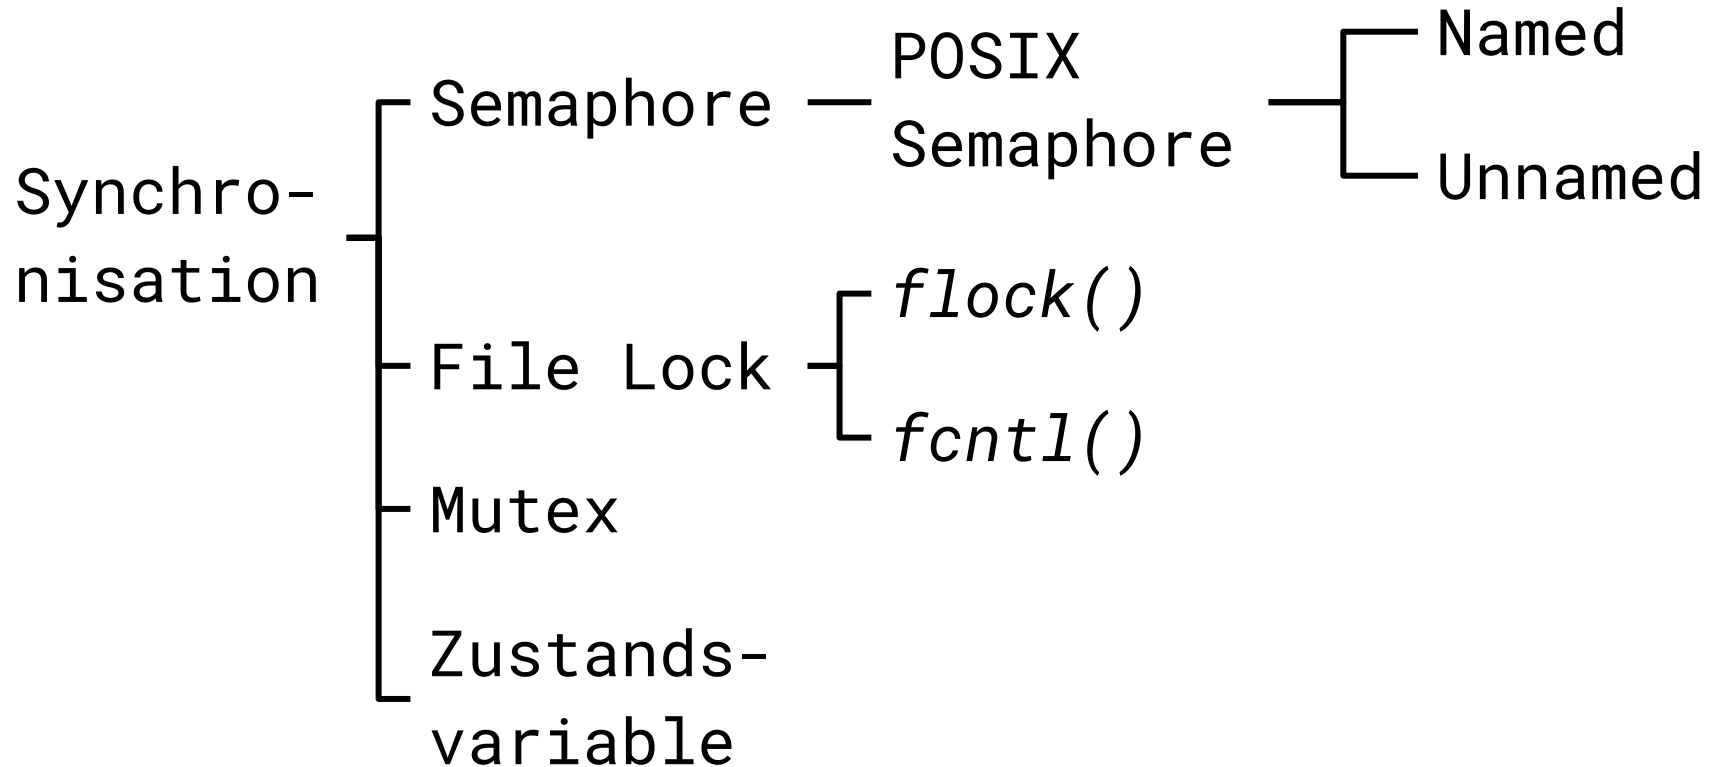 Synchro-
nisation
Semaphore
POSIX
Semaphore
Named
Unnamed
File Lock
flock()
fcntl()
Mutex
Zustands-
variable